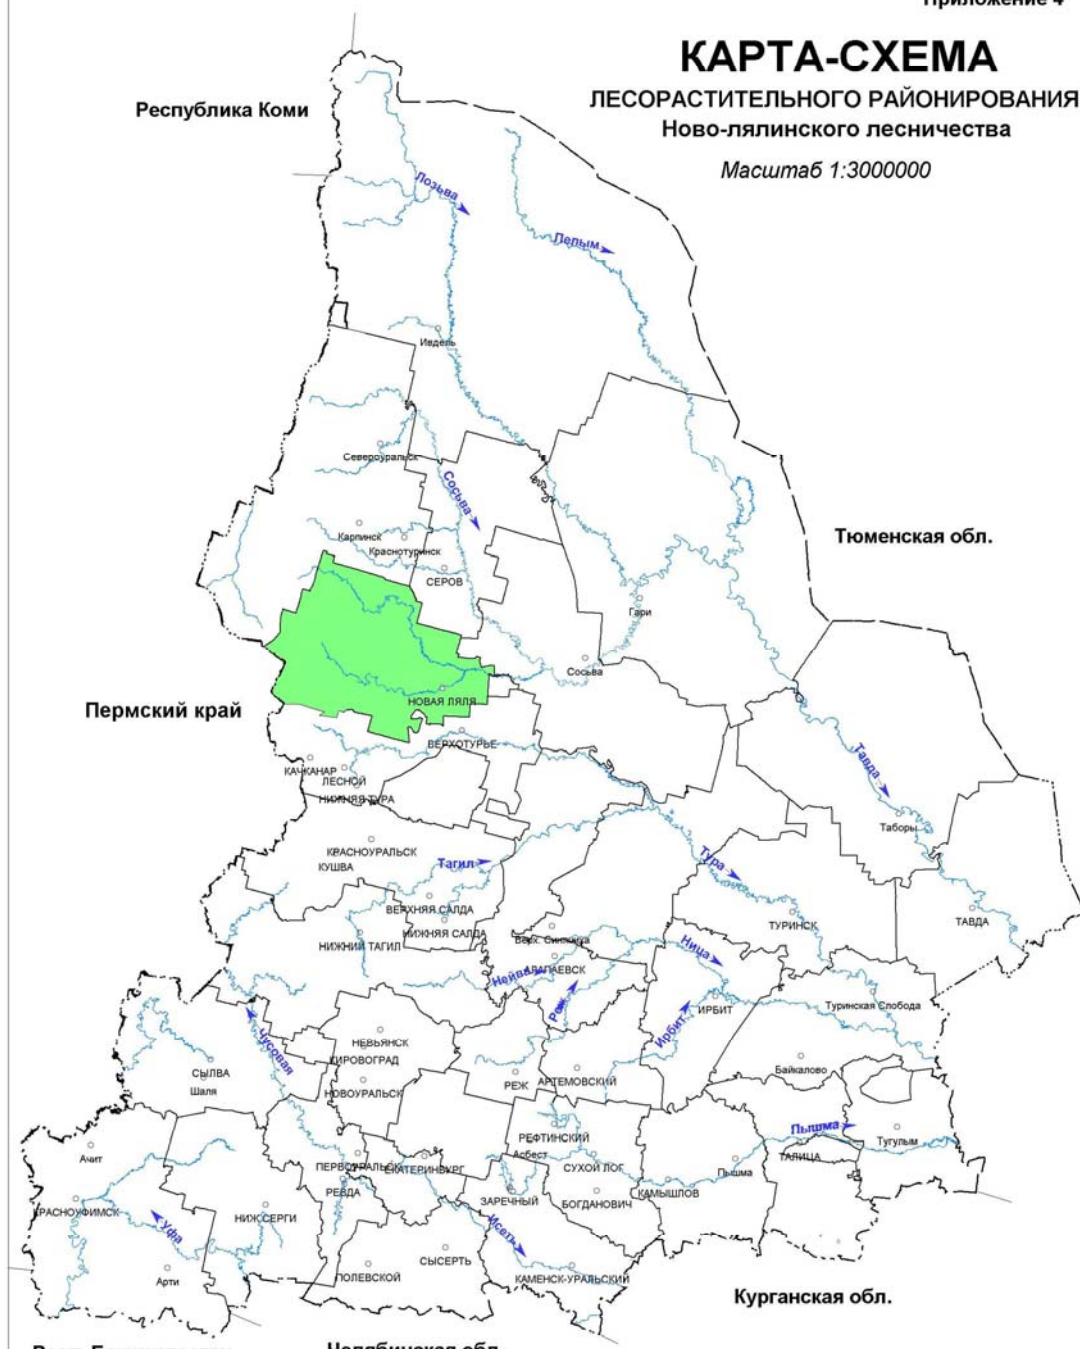 Приложение 4
КАРТА-СХЕМА
ЛЕСОРАСТИТЕЛЬНОГО РАЙОНИРОВАНИЯ
Ново-лялинского лесничества
Масштаб 1:3000000
Республика Коми
Лозьва
Пелым
Ивдель
Североуральск
Сосьва
Тюменская обл.
Карпинск
Краснотуринск
СЕРОВ
Гари
Сосьва
НОВАЯ ЛЯЛЯ
Пермский край
ВЕРХОТУРЬЕ
Тавда
КАЧКАНАР
ЛЕСНОЙ
НИЖНЯЯ ТУРА
Таборы
КРАСНОУРАЛЬСК
КУШВА
Тагил
Тура
ВЕРХНЯЯ САЛДА
ТАВДА
ТУРИНСК
НИЖНЯЯ САЛДА
НИЖНИЙ ТАГИЛ
Верх. Синячиха
Ница
АЛАПАЕВСК
Нейва
Реж
ИРБИТ
Туринская Слобода
Ирбит
Чусовая
НЕВЬЯНСК
КИРОВОГРАД
СЫЛВА
Шаля
НОВОУРАЛЬСК
РЕЖ
АРТЕМОВСКИЙ
Байкалово
Пышма
РЕФТИНСКИЙ
Асбест
Тугулым
ТАЛИЦА
Ачит
ПЕРВОУРАЛЬСК
ЕКАТЕРИНБУРГ
СУХОЙ ЛОГ
Пышма
РЕВДА
ЗАРЕЧНЫЙ
БОГДАНОВИЧ
КАМЫШЛОВ
КРАСНОУФИМСК
НИЖ.СЕРГИ
Уфа
Исеть
СЫСЕРТЬ
Арти
ПОЛЕВСКОЙ
КАМЕНСК-УРАЛЬСКИЙ
Курганская обл.
Челябинская обл.